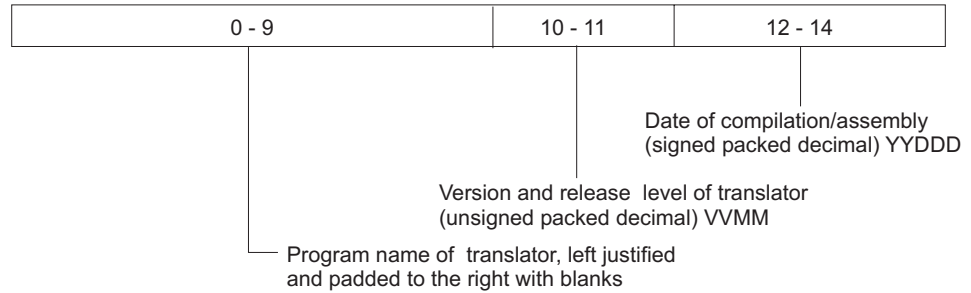 0 - 9
10 - 11
12 - 14
Date of compilation/assembly
(signed packed decimal) YYDDD
Version and release level of translator
(unsigned packed decimal) VVMM
Program name of translator, left justified
and padded to the right with blanks